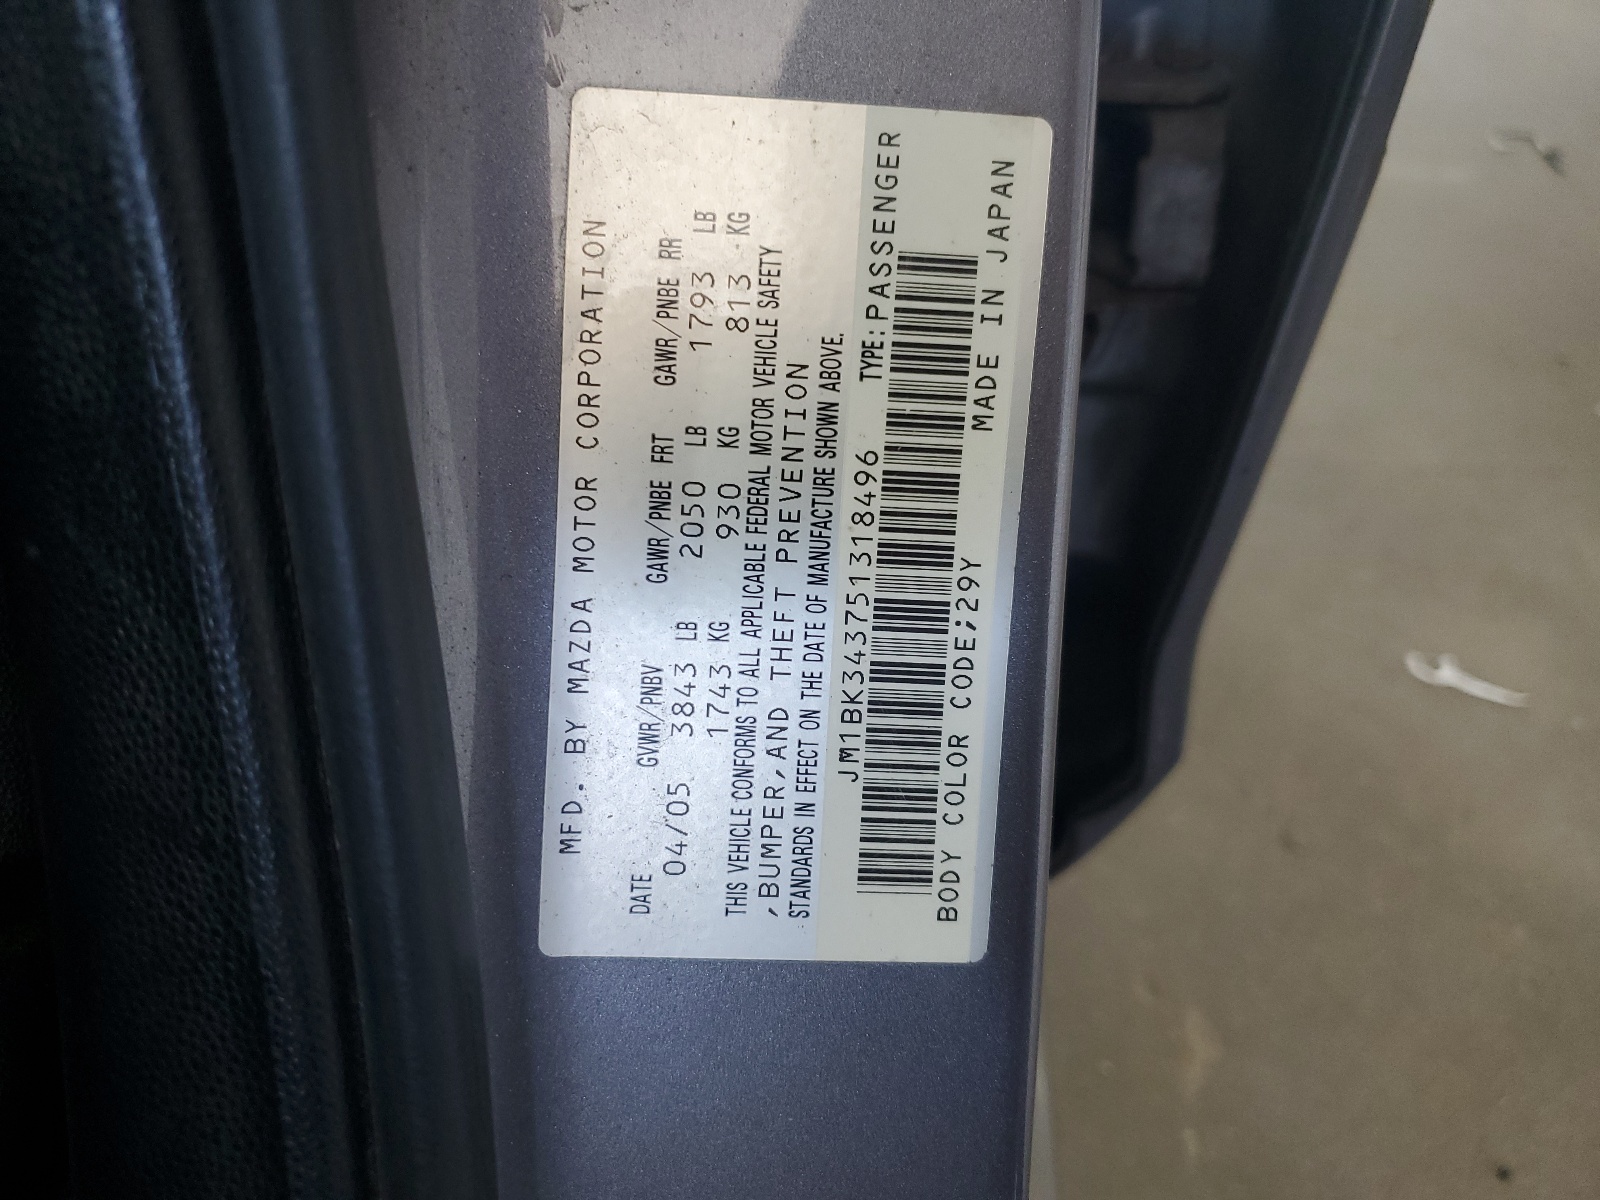 MFD. BY MAZDA MOTOR CORPORATION
DATE GVWR/PNBV GAWR/PNBE FRT GAWR/PNBE RR
04/05 3843 LB 2050 LB 1793 LB
1743 KG 930 KG 813 KG
THIS VEHICLE CONFORMS TO ALL APPLICABLE FEDERAL MOTOR VEHICLE SAFETY
,BUMPER,AND THEFT PREVENTION
STANDARDS IN EFFECT ON THE DATE OF MANUFACTURE SHOWN ABOVE.
JM1BK343751318496 TYPE:PASSENGER
BODY COLOR CODE;29Y MADE IN JAPAN